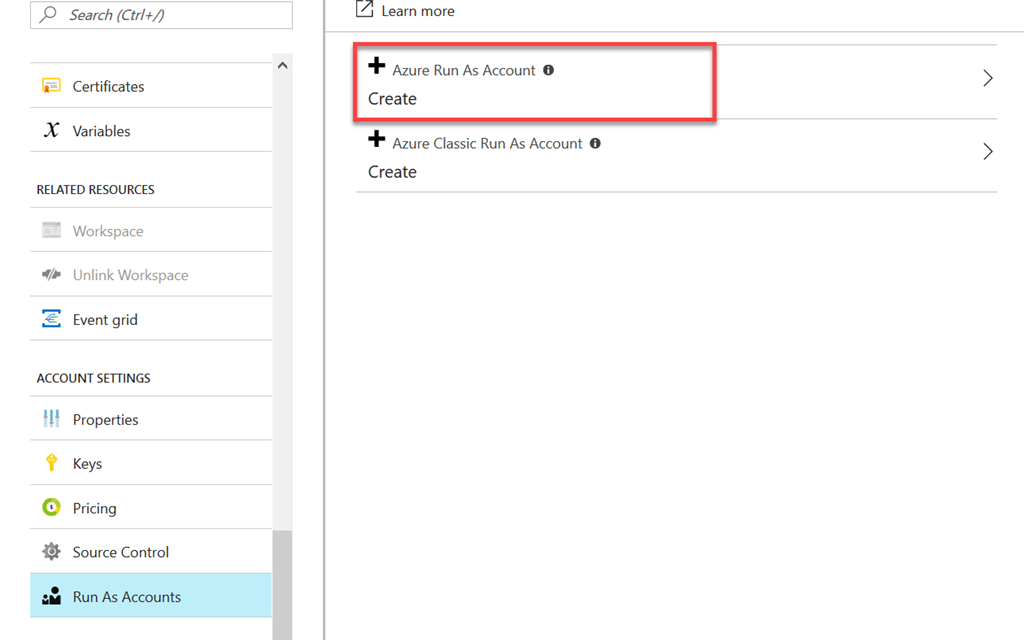 Search (Ctrl+/)
Certificates
Variables
RELATED RESOURCES
Workspace
Unlink Workspace
Event grid
ACCOUNT SETTINGS
Properties
Keys
Pricing
Source Control
Run As Accounts
Learn more
Azure Run As Account
Create
Azure Classic Run As Account
Create